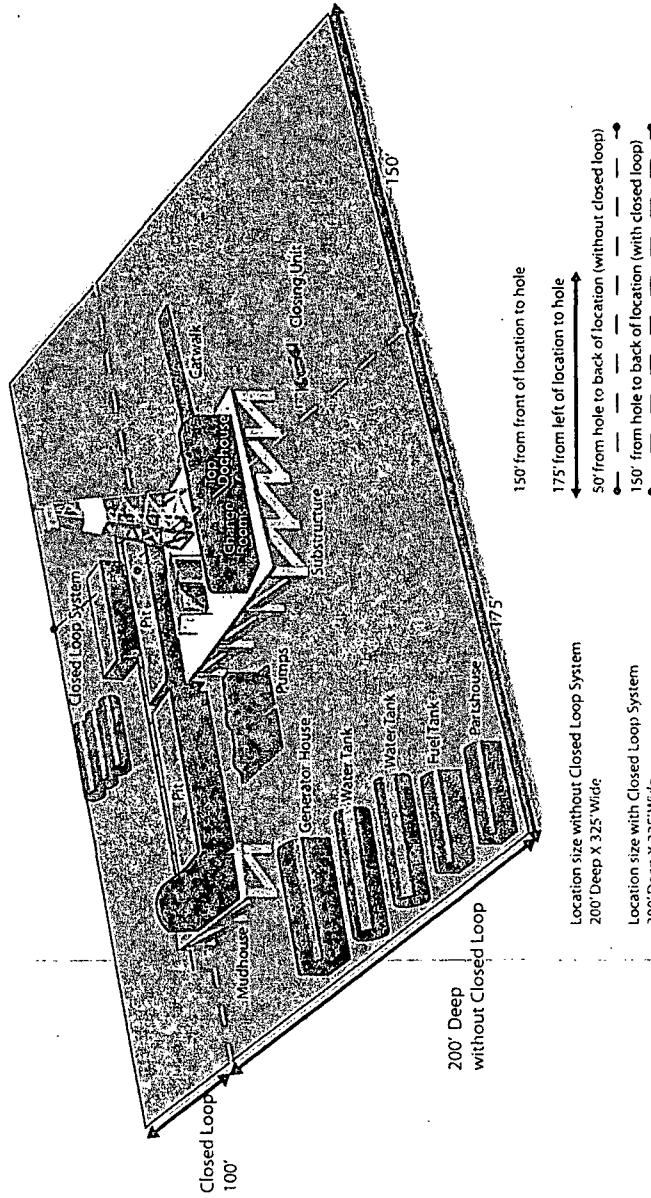 Closed Loop
100'
200' Deep
without Closed Loop
Closed Loop System
Pit
Pit
Mudhouse
Generator House
Water Tank
Water Tank
Fuel Tank
Partshouse
Pumps
Change
Room
Top
Doghouse
Catwalk
Substructure
Closing Unit
175'
150'
Location size without Closed Loop System
200' Deep X 325' Wide
Location size with Closed Loop System
150' from front of location to hole
175' from left of location to hole
50' from hole to back of location (without closed loop)
150' from hole to back of location (with closed loop)